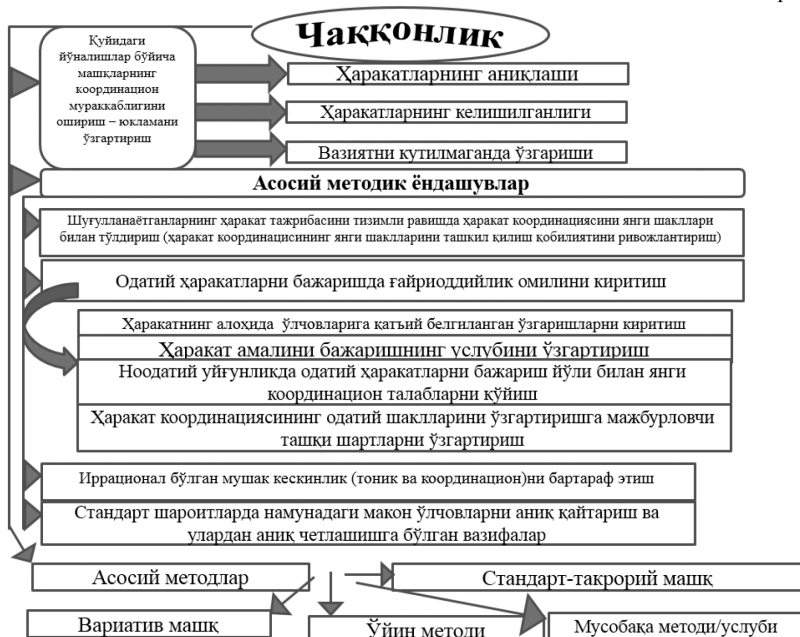 Чаққонлик
Қуйидаги
йўналишлар бўйича
машқларнинг
координацион
мураккаблигини
ошириш – юкламани
ўзгартириш
Ҳаракатларнинг аниқлаши
Ҳаракатларнинг келишилганлиги
Вазиятни кутилмаганда ўзгариши
Асосий методик ёндашувлар
Шуғулланаётганларнинг ҳаракат тажрибасини тизимли равишда ҳаракат координациясини янги шакллари
билан тўлдириш (ҳаракат координацисининг янги шаклларини ташкил қилиш қобилиятини ривожлантириш)
Одатий ҳаракатларни бажаришда ғайриоддийлик омилини киритиш
Ҳаракатнинг алоҳида ўлчовларига қатъий белгиланган ўзгаришларни киритиш
Ҳаракат амалини бажаришнинг услубини ўзгартириш
Ноодатий уйғунликда одатий ҳаракатларни бажариш йўли билан янги
координацион талабларни қўйиш
Ҳаракат координациясининг одатий шаклларини ўзгартиришга мажбурловчи
ташқи шартларни ўзгартириш
Иррационал бўлган мушак кескинлик (тоник ва координацион)ни бартараф этиш
Стандарт шароитларда намунадаги макон ўлчовларни аниқ қайтариш ва
улардан аниқ четлашишга бўлган вазифалар
Асосий методлар
Стандарт-такрорий машқ
Вариатив машқ
Ўйин методи
Мусобақа методи/услуби